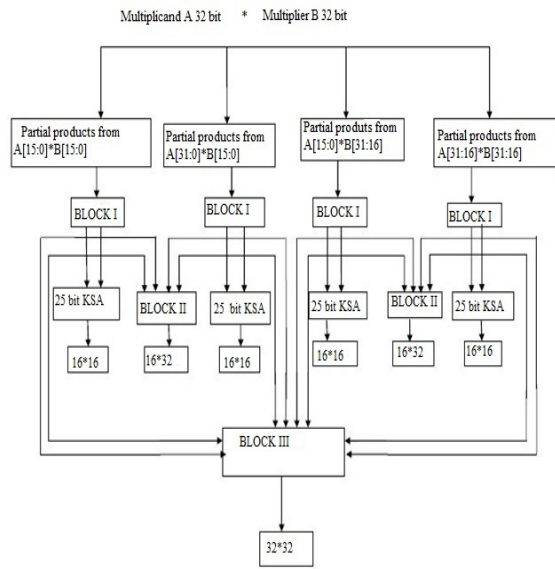 Multiplicand A 32 bit * Multiplier B 32 bit
Partial products from
A[15:0]*B[15:0]
Partial products from
A[31:0]*B[15:0]
Partial products from
A[15:0]*B[31:16]
Partial products from
A[31:16]*B[31:16]
BLOCK I
BLOCK I
BLOCK I
BLOCK I
25 bit KSA
BLOCK II
25 bit KSA
25 bit KSA
BLOCK II
25 bit KSA
16*16
16*32
16*16
16*16
16*32
16*16
BLOCK III
32*32